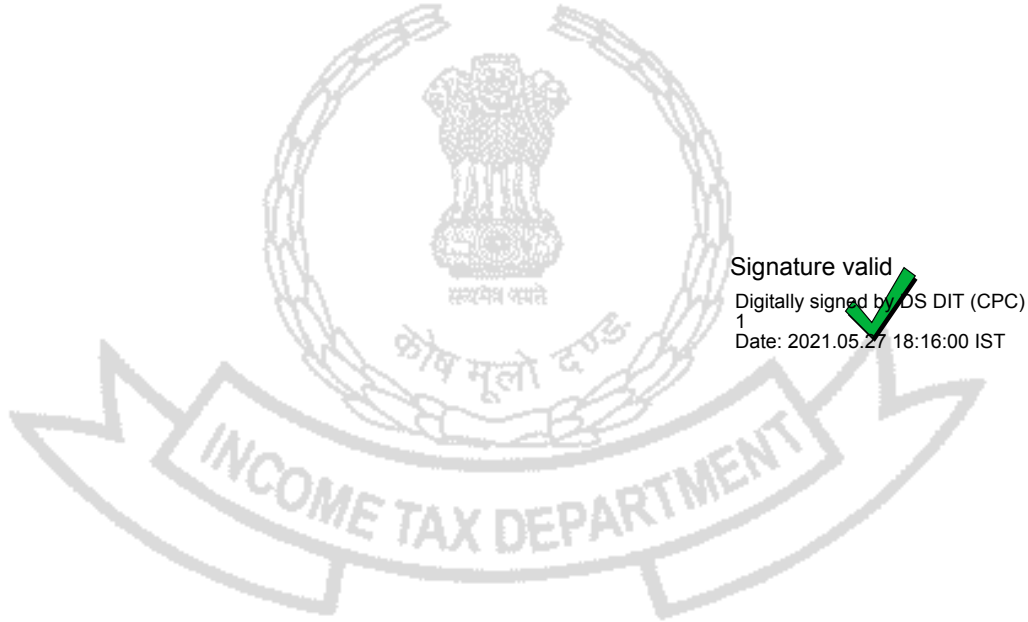 सत्यमेव जयते
Signature valid
Digitally signed by DS DIT (CPC)
1
Date: 2021.05.27 18:16:00 IST
कोष मूलो दण्ड:
INCOME TAX DEPARTMENT